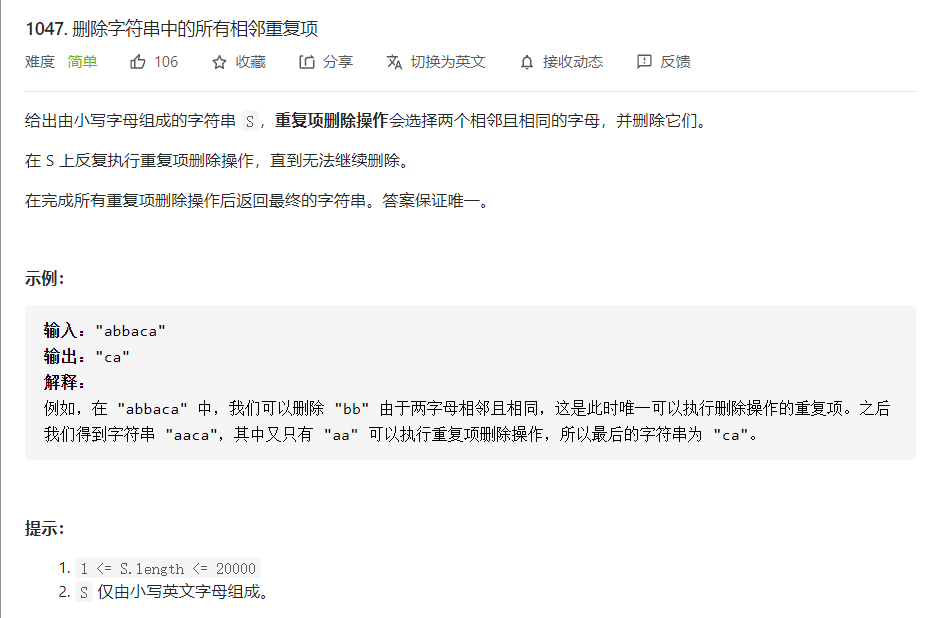 1047. 删除字符串中的所有相邻重复项
难度 简单 106 收藏 分享 切换为英文 接收动态 反馈
给出由小写字母组成的字符串 S，重复项删除操作会选择两个相邻且相同的字母，并删除它们。
在 S 上反复执行重复项删除操作，直到无法继续删除。
在完成所有重复项删除操作后返回最终的字符串。答案保证唯一。
示例：
输入："abbaca"
输出："ca"
解释：
例如，在 "abbaca" 中，我们可以删除 "bb" 由于两字母相邻且相同，这是此时唯一可以执行删除操作的重复项。之后
我们得到字符串 "aaca"，其中又只有 "aa" 可以执行重复项删除操作，所以最后的字符串为 "ca"。
提示：
1. 1 <= S.length <= 20000
2. S 仅由小写英文字母组成。